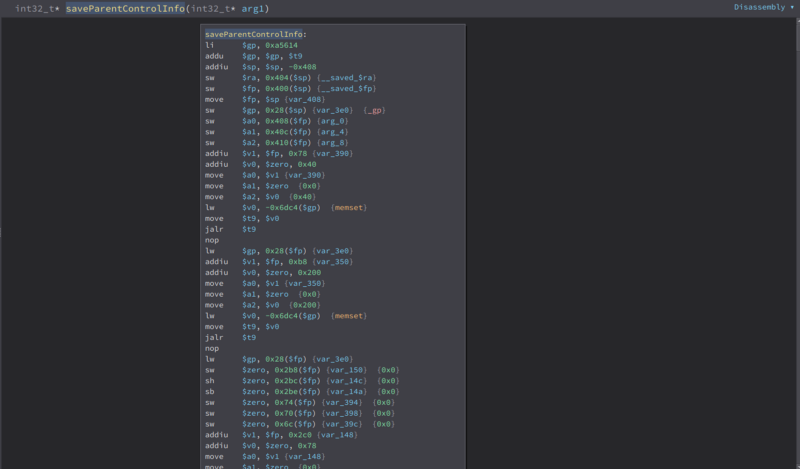 int32_t* saveParentControlInfo(int32_t* arg1)
Disassembly ▾
saveParentControlInfo:
li $gp, 0xa5614
addu $gp, $gp, $t9
addiu $sp, $sp, -0x408
sw $ra, 0x404($sp) {__saved_$ra}
sw $fp, 0x400($sp) {__saved_$fp}
move $fp, $sp {var_408}
sw $gp, 0x28($sp) {var_3e0} {_gp}
sw $a0, 0x408($fp) {arg_0}
sw $a1, 0x40c($fp) {arg_4}
sw $a2, 0x410($fp) {arg_8}
addiu $v1, $fp, 0x78 {var_390}
addiu $v0, $zero, 0x40
move $a0, $v1 {var_390}
move $a1, $zero {0x0}
move $a2, $v0 {0x40}
lw $v0, -0x6dc4($gp) {memset}
move $t9, $v0
jalr $t9
nop
lw $gp, 0x28($fp) {var_3e0}
addiu $v1, $fp, 0xb8 {var_350}
addiu $v0, $zero, 0x200
move $a0, $v1 {var_350}
move $a1, $zero {0x0}
move $a2, $v0 {0x200}
lw $v0, -0x6dc4($gp) {memset}
move $t9, $v0
jalr $t9
nop
lw $gp, 0x28($fp) {var_3e0}
sw $zero, 0x2b8($fp) {var_150} {0x0}
sh $zero, 0x2bc($fp) {var_14c} {0x0}
sb $zero, 0x2be($fp) {var_14a} {0x0}
sw $zero, 0x74($fp) {var_394} {0x0}
sw $zero, 0x70($fp) {var_398} {0x0}
sw $zero, 0x6c($fp) {var_39c} {0x0}
addiu $v1, $fp, 0x2c0 {var_148}
addiu $v0, $zero, 0x78
move $a0, $v1 {var_148}
move $a1, $zero {0x0}